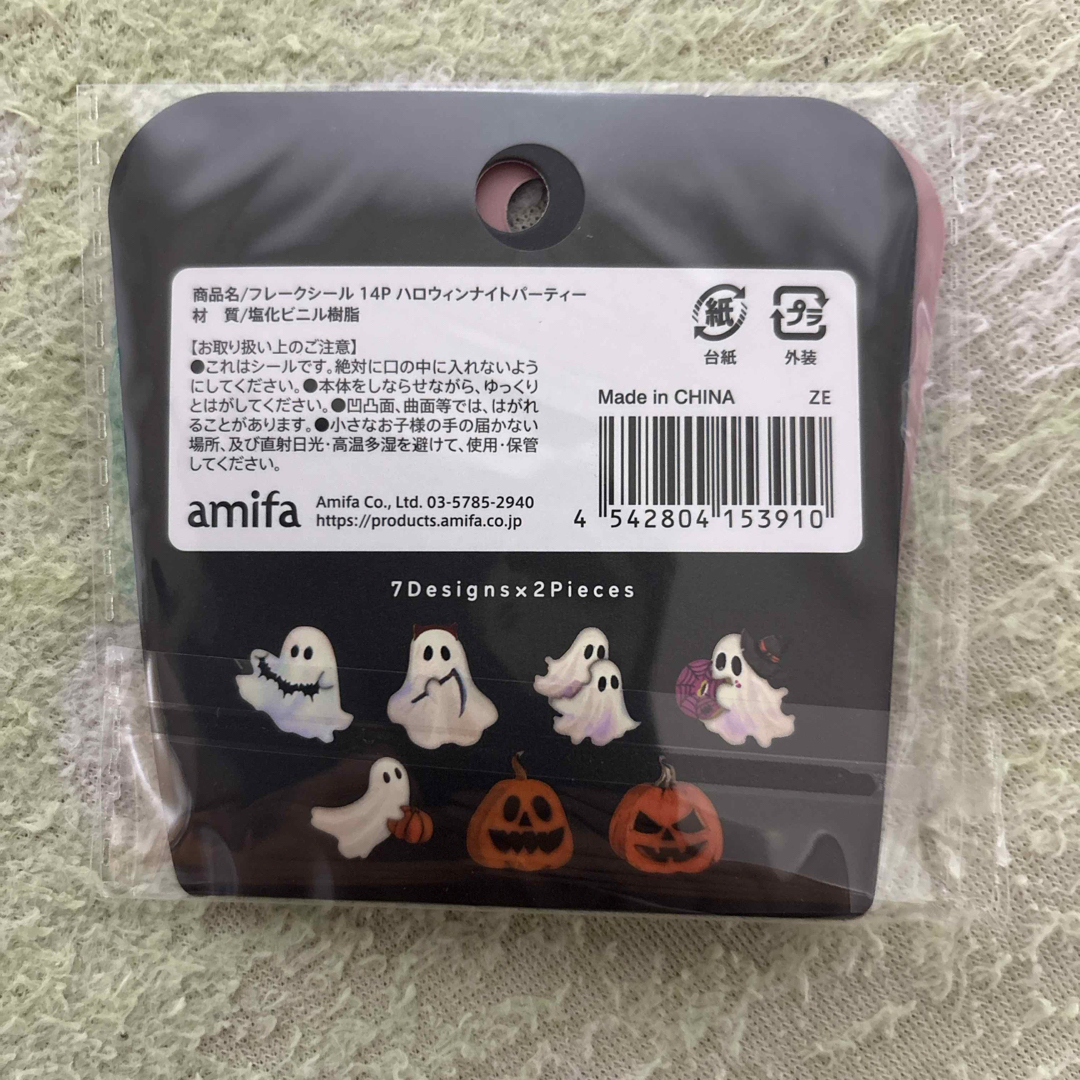 商品名/フレークシール 14P ハロウィンナイトパーティー
材　質/塩化ビニル樹脂
【お取り扱い上のご注意】
●これはシールです。絶対に口の中に入れないよう
にしてください。●本体をしならせながら、ゆっくり
とはがしてください。●凹凸面、曲面等では、はがれ
ることがあります。●小さなお子様の手の届かない
場所、及び直射日光・高温多湿を避けて、使用・保管
してください。
amifa
Amifa Co., Ltd. 03-5785-2940
https://products.amifa.co.jp
紙
台紙
プラ
外装
Made in CHINA ZE
4 542804 153910
7Designs×2Pieces